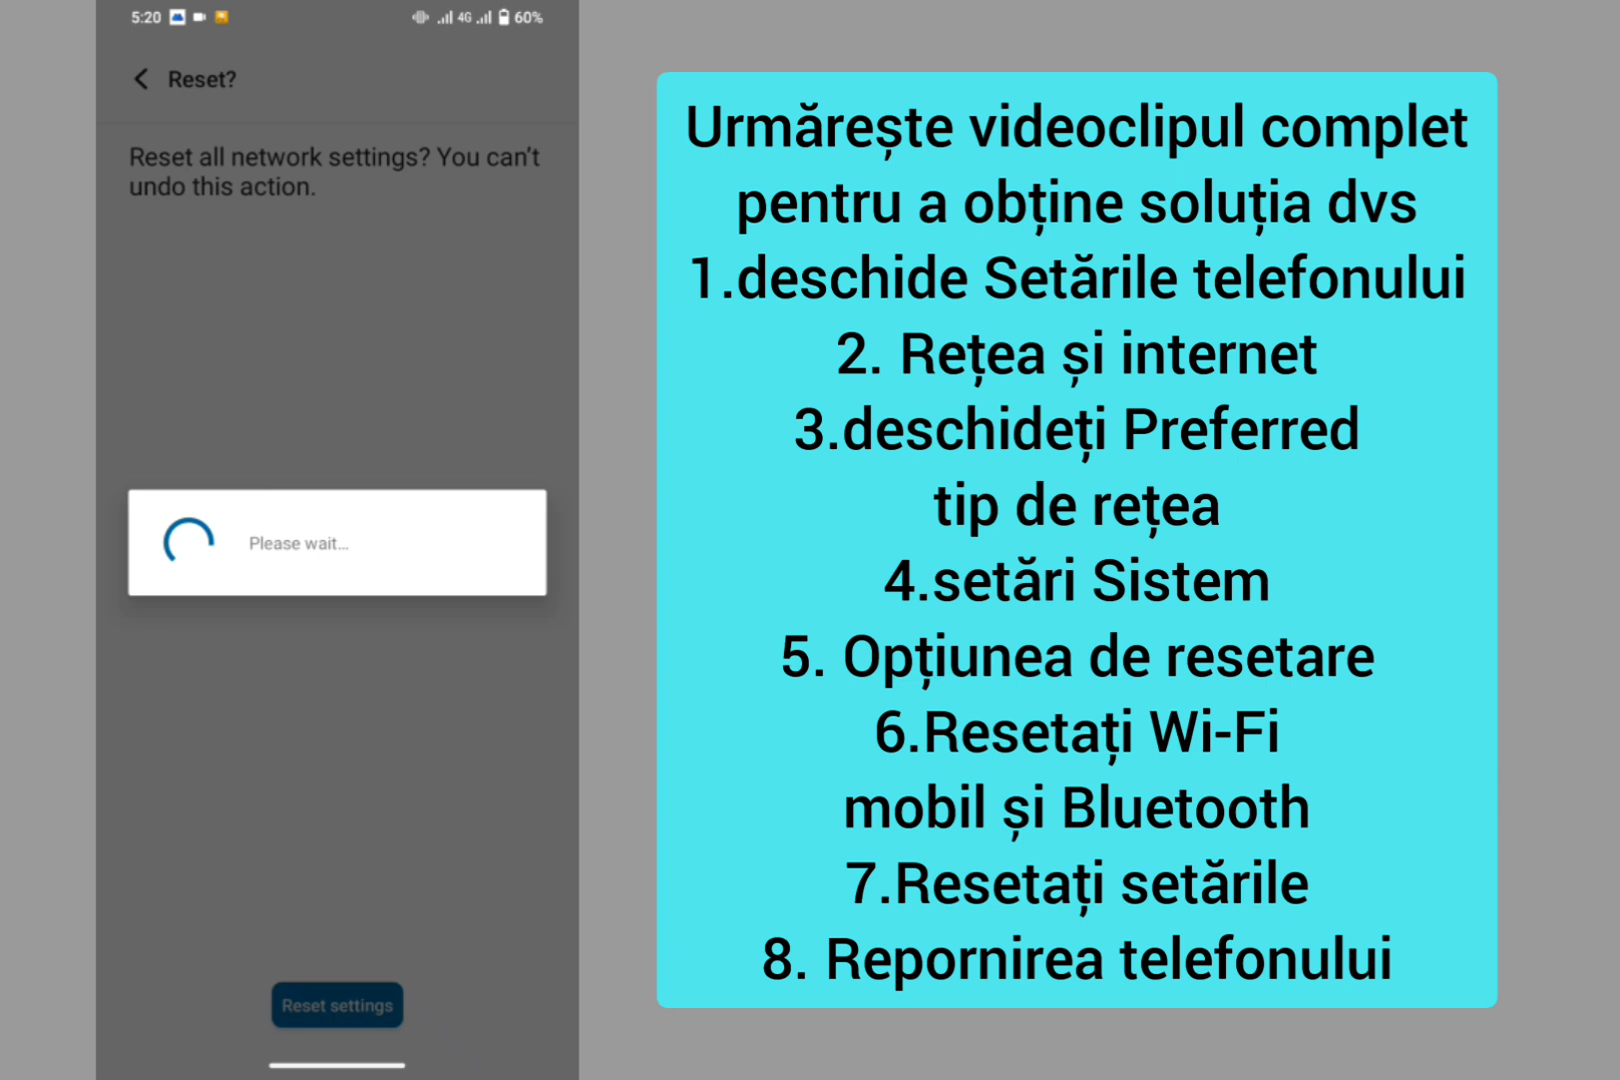 5:20
4G
60%
Reset?
Reset all network settings? You can't
undo this action.
Please wait...
Reset settings
Urmărește videoclipul complet
pentru a obține soluția dvs
1.deschide Setările telefonului
2. Rețea și internet
3.deschideți Preferred
tip de rețea
4.setări Sistem
5. Opțiunea de resetare
6.Resetați Wi-Fi
mobil și Bluetooth
7.Resetați setările
8. Repornirea telefonului